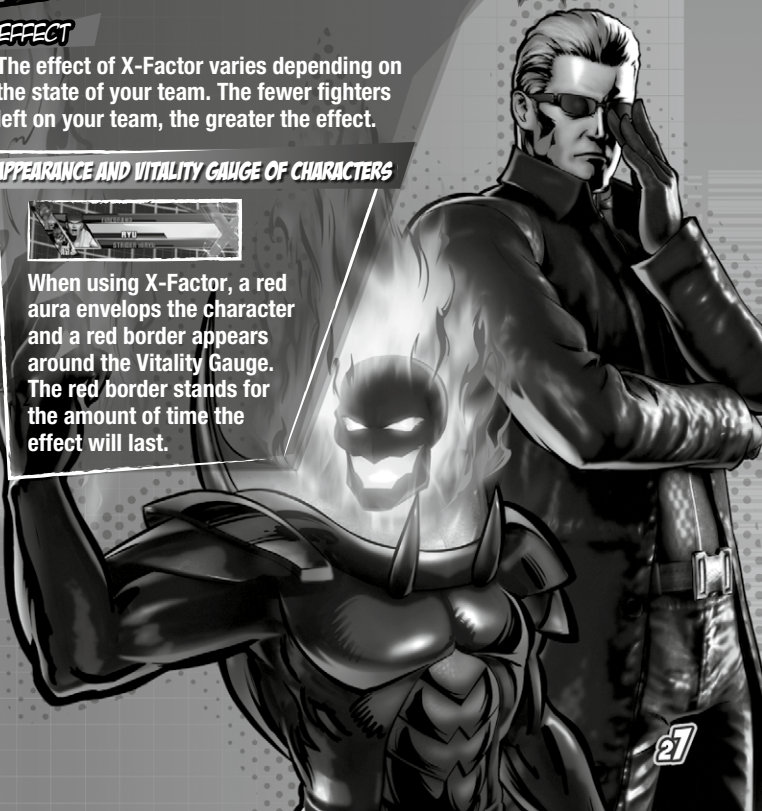 EFFECT
The effect of X-Factor varies depending on
the state of your team. The fewer fighters
left on your team, the greater the effect.
APPEARANCE AND VITALITY GAUGE OF CHARACTERS
FIREBRAND
RYU
STRIDER HIRYU
When using X-Factor, a red
aura envelops the character
and a red border appears
around the Vitality Gauge.
The red border stands for
the amount of time the
effect will last.
27